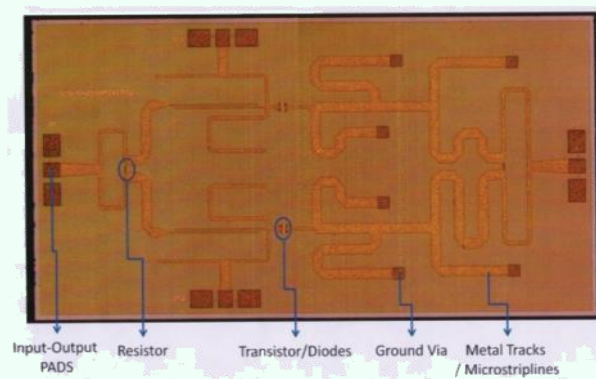 Input-Output
PADS
Resistor
Transistor/Diodes
Ground Via
Metal Tracks
/ Microstriplines